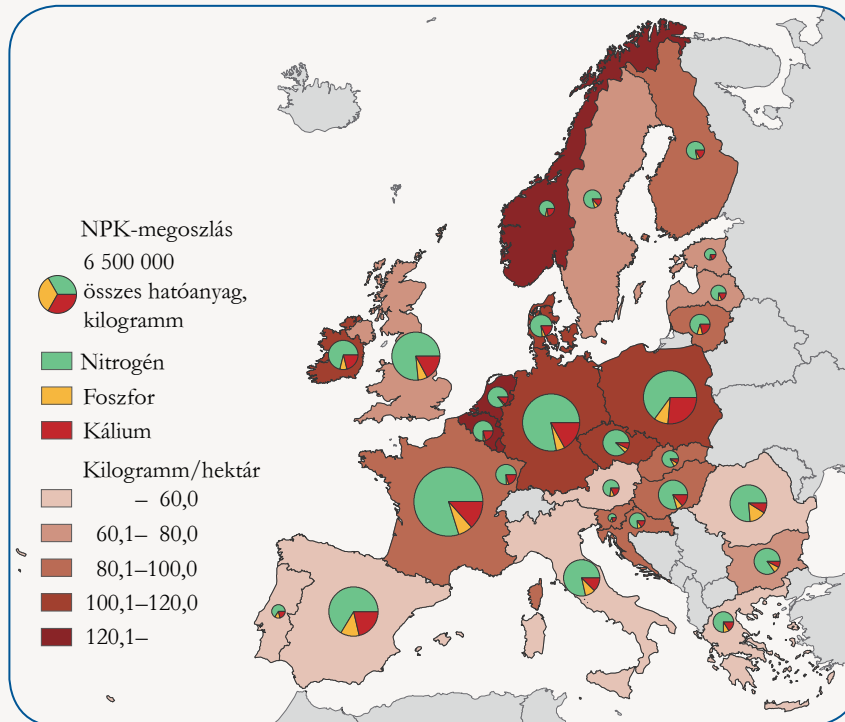 NPK-megoszlás
6 500 000
összes hatóanyag,
kilogramm
Nitrogén
Foszfor
Kálium
Kilogramm/hektár
– 60,0
60,1– 80,0
80,1–100,0
100,1–120,0
120,1–